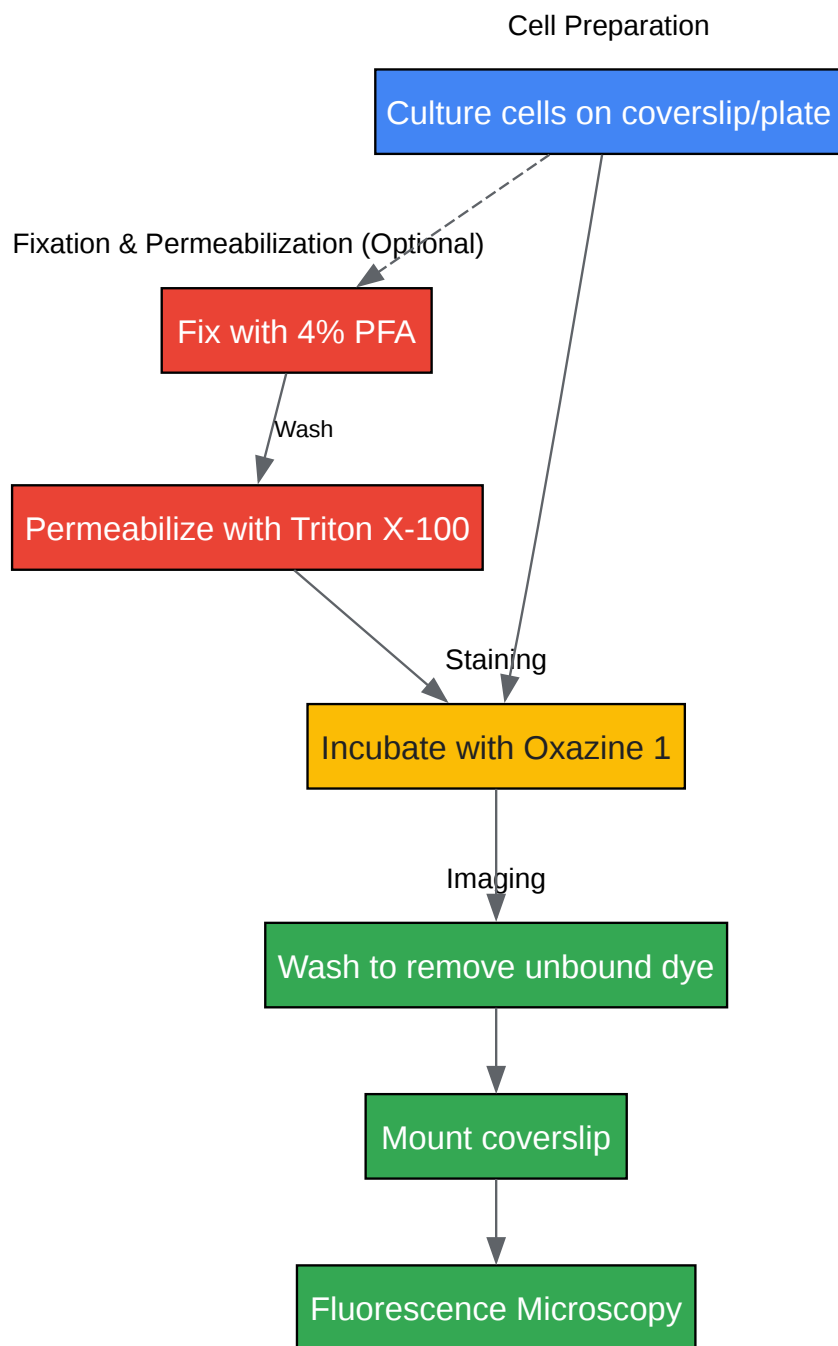 Cell Preparation
Culture cells on coverslip/plate
Fixation & Permeabilization (Optional)
Fix with 4% PFA
Wash
Permeabilize with Triton X-100
Staining
Incubate with Oxazine 1
Imaging
Wash to remove unbound dye
Mount coverslip
Fluorescence Microscopy